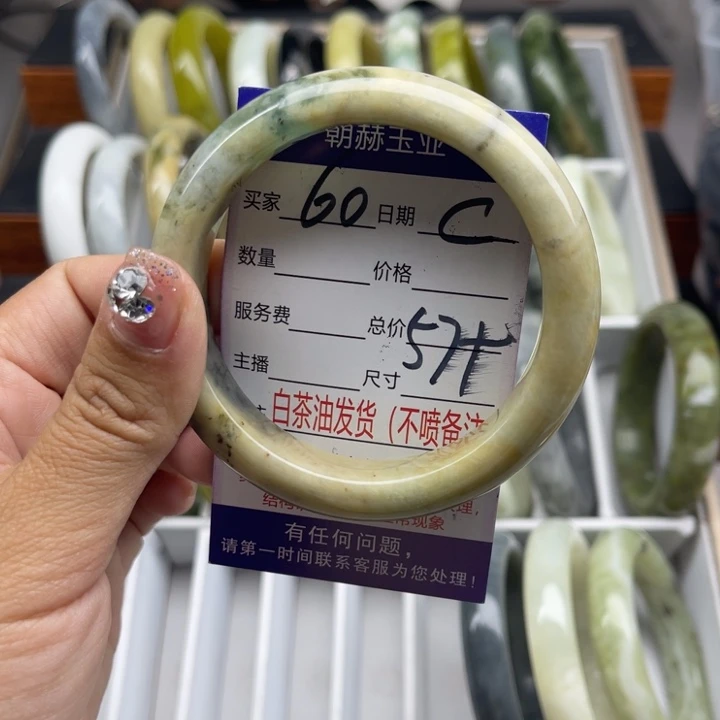 朝赫玉业
买家 60 日期 C
数量 价格
服务费 总价
主播 尺寸 57+
白茶油发货（不喷备注
现象
有任何问题，
请第一时间联系客服为您处理！